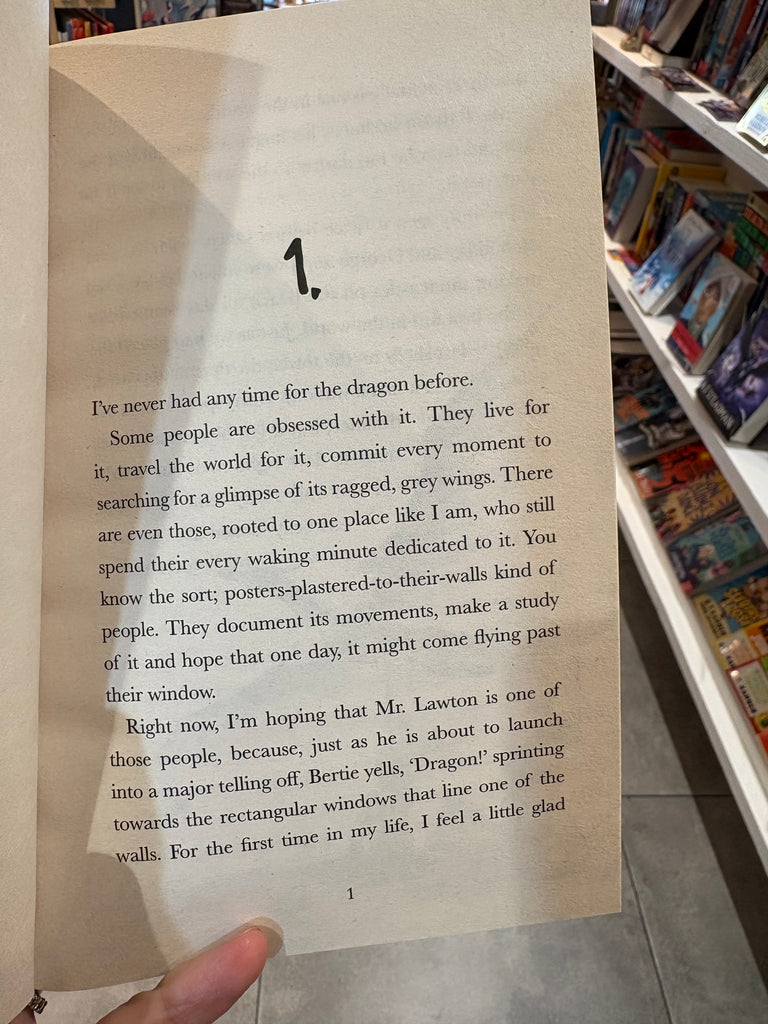 1.
I've never had any time for the dragon before.
Some people are obsessed with it. They live for
it, travel the world for it, commit every moment to
searching for a glimpse of its ragged, grey wings. There
are even those, rooted to one place like I am, who still
spend their every waking minute dedicated to it. You
know the sort; posters-plastered-to-their-walls kind of
people. They document its movements, make a study
of it and hope that one day, it might come flying past
their window.
Right now, I'm hoping that Mr. Lawton is one of
those people, because, just as he is about to launch
into a major telling off, Bertie yells, ‘Dragon!’ sprinting
towards the rectangular windows that line one of the
walls. For the first time in my life, I feel a little glad
1